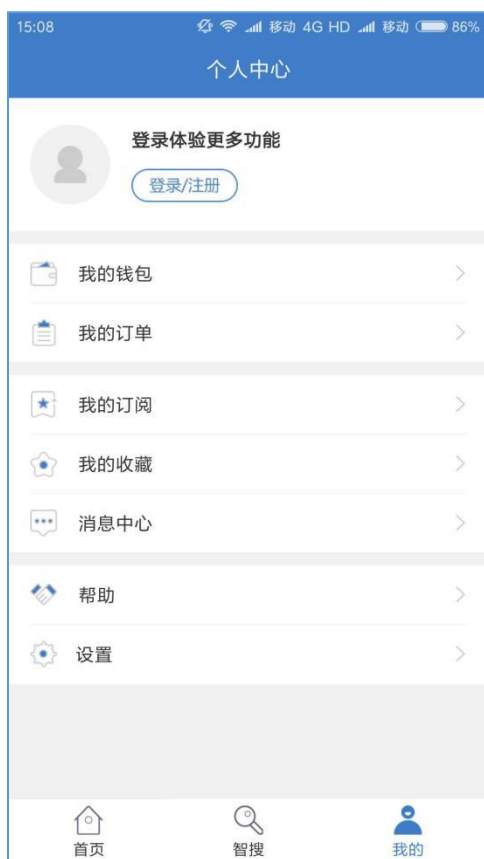 15:08 移动 4G HD 移动 86%
个人中心
登录体验更多功能
登录/注册
我的钱包
我的订单
我的订阅
我的收藏
消息中心
帮助
设置
首页 智搜 我的